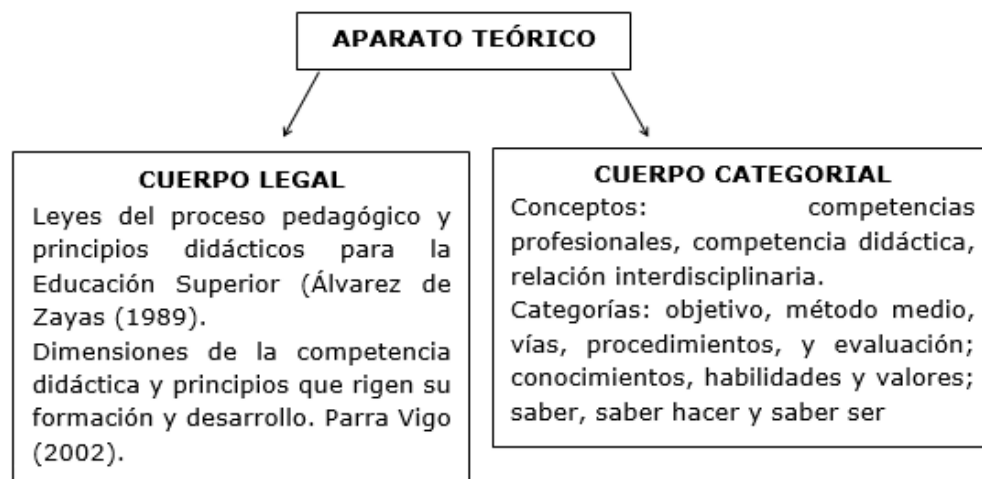 APARATO TEÓRICO
CUERPO LEGAL
Leyes del proceso pedagógico y
principios didácticos para la
Educación Superior (Álvarez de
Zayas (1989).
Dimensiones de la competencia
didáctica y principios que rigen su
formación y desarrollo. Parra Vigo
(2002).
CUERPO CATEGORIAL
Conceptos: competencias
profesionales, competencia didáctica,
relación interdisciplinaria.
Categorías: objetivo, método medio,
vías, procedimientos, y evaluación;
conocimientos, habilidades y valores;
saber, saber hacer y saber ser